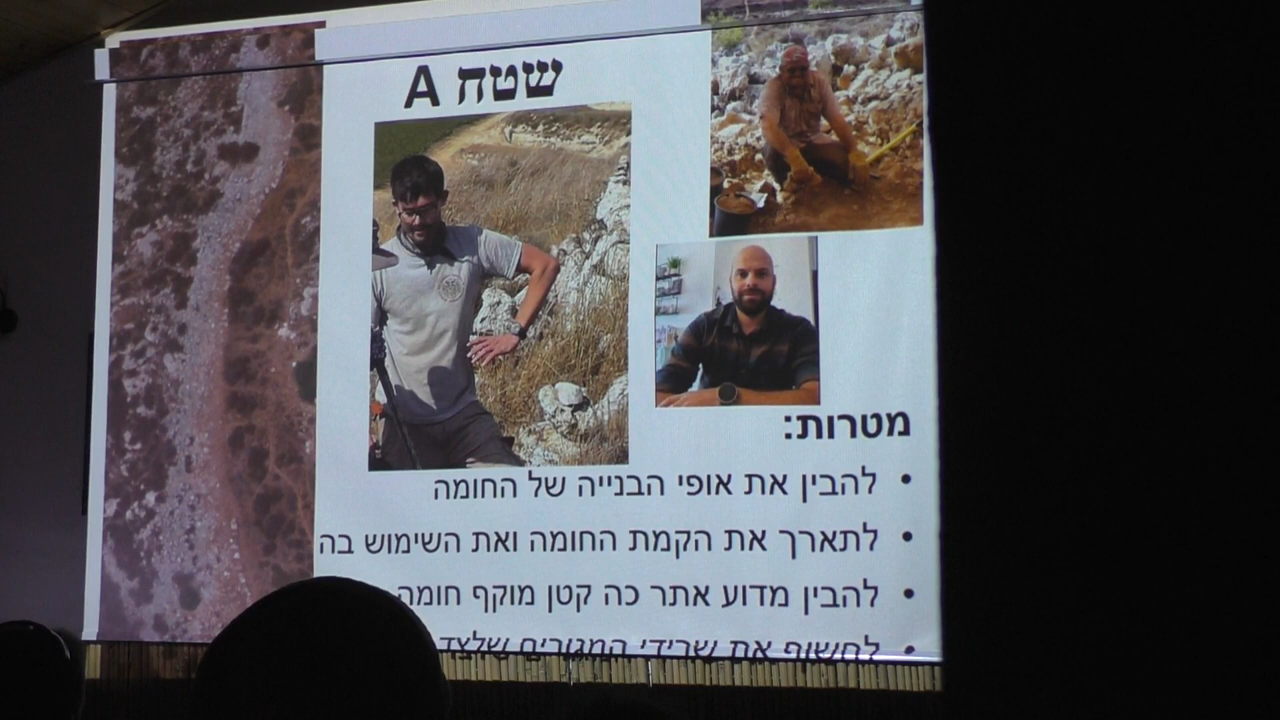 שטח A
מטרות:
• להבין את אופי הבנייה של החומה
• לתארך את הקמת החומה ואת השימוש בה
• להבין מדוע אתר כה קטן מוקף חומה
• לחשוף את שרידי המגורים שלצד